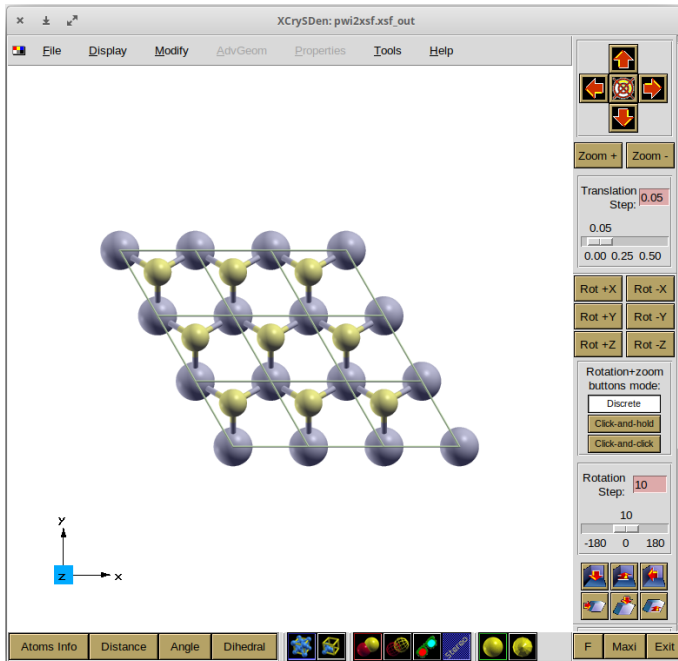 XCrySDen: pwi2xsf.xsf_out
File Display Modify AdvGeom Properties Tools Help
Zoom + Zoom -
Translation
Step: 0.05
0.05
0.00 0.25 0.50
Rot +X Rot -X
Rot +Y Rot -Y
Rot +Z Rot -Z
Rotation+zoom
buttons mode:
Discrete
Click-and-hold
Click-and-click
Rotation
Step: 10
10
-180 0 180
y
z x
Atoms Info Distance Angle Dihedral Stereo F Maxi Exit